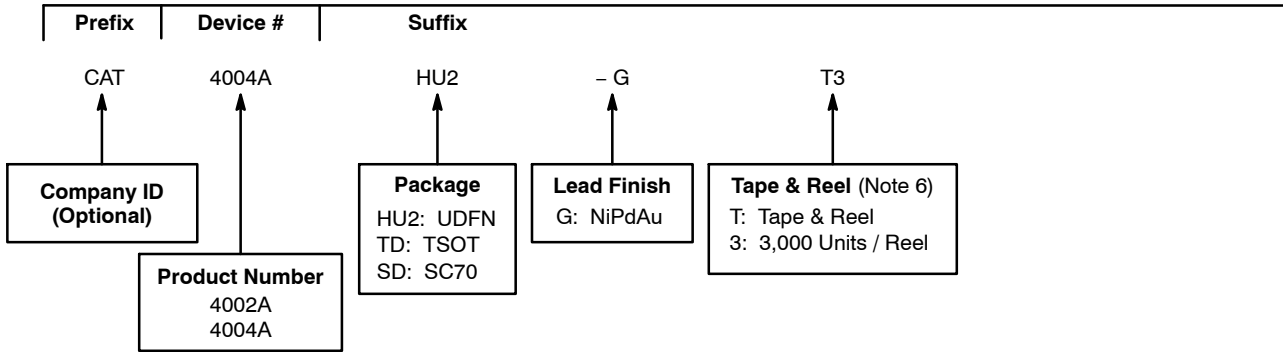 Prefix Device # Suffix
CAT 4004A HU2 – G T3
Company ID
(Optional)
Product Number
4002A
4004A
Package
HU2: UDFN
TD: TSOT
SD: SC70
Lead Finish
G: NiPdAu
Tape & Reel (Note 6)
T: Tape & Reel
3: 3,000 Units / Reel